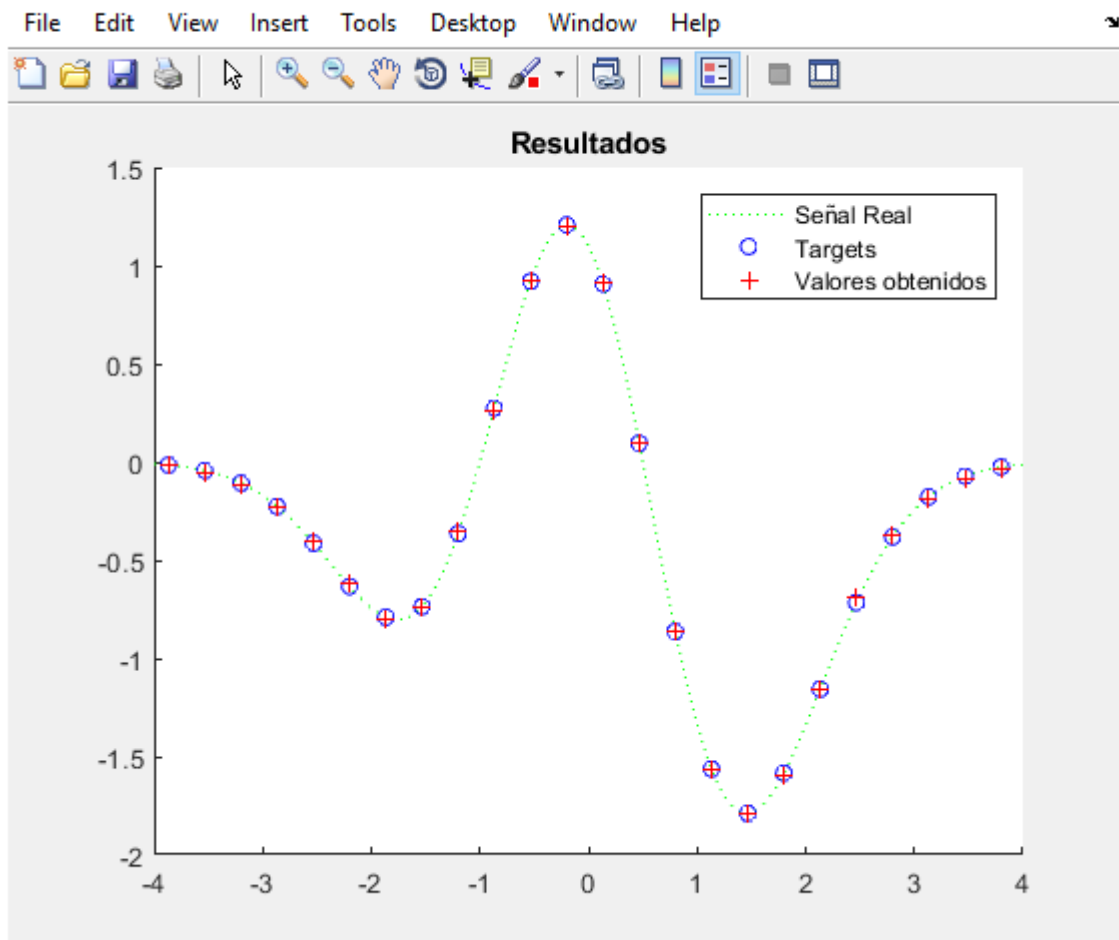 File Edit View Insert Tools Desktop Window Help
Resultados
1.5
1
0.5
0
-0.5
-1
-1.5
-2
Señal Real
Targets
Valores obtenidos
-4 -3 -2 -1 0 1 2 3 4